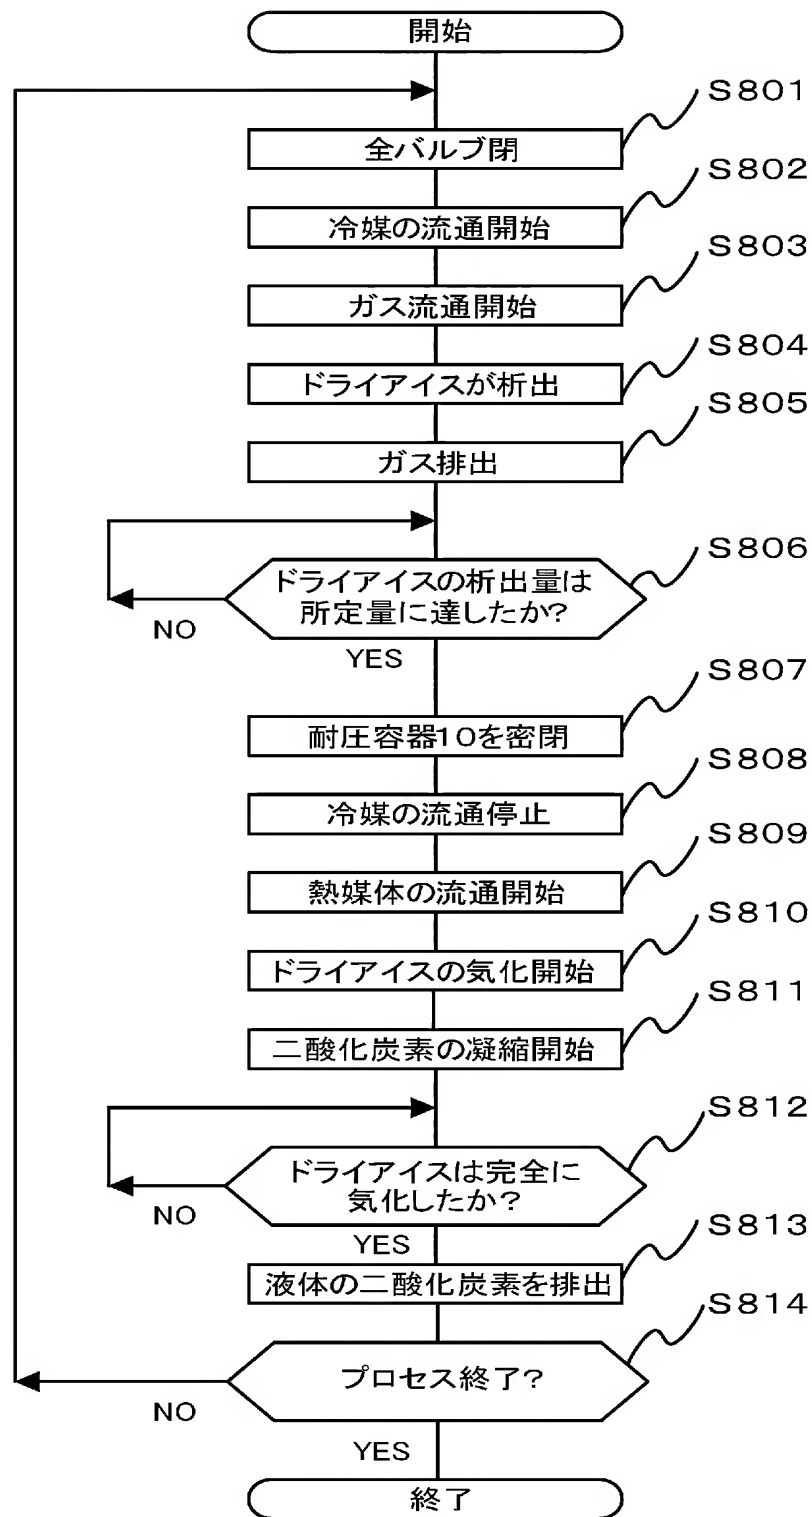 開始
S801
全バルブ閉
S802
冷媒の流通開始
S803
ガス流通開始
S804
ドライアイスが析出
S805
ガス排出
S806
ドライアイスの析出量は
所定量に達したか?
NO
YES
S807
耐圧容器10を密閉
S808
冷媒の流通停止
S809
熱媒体の流通開始
S810
ドライアイスの気化開始
S811
二酸化炭素の凝縮開始
S812
ドライアイスは完全に
気化したか?
NO
YES
S813
液体の二酸化炭素を排出
S814
プロセス終了?
NO
YES
終了